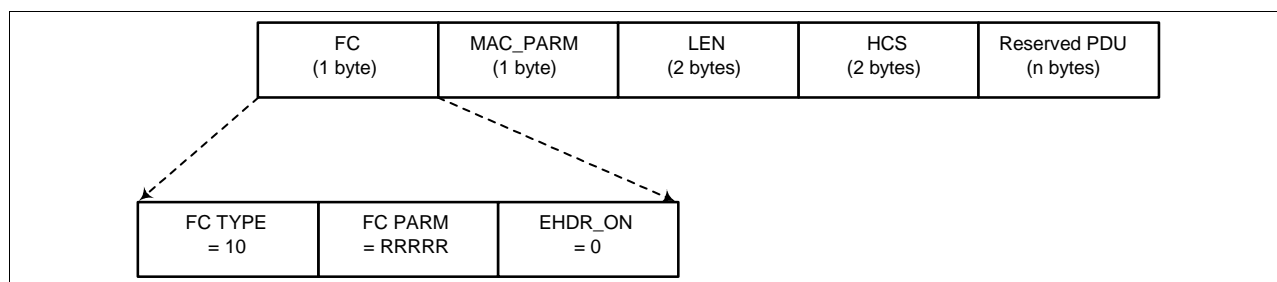 FC
(1 byte)
MAC_PARM
(1 byte)
LEN
(2 bytes)
HCS
(2 bytes)
Reserved PDU
(n bytes)
FC TYPE
= 10
FC PARM
= RRRRR
EHDR_ON
= 0